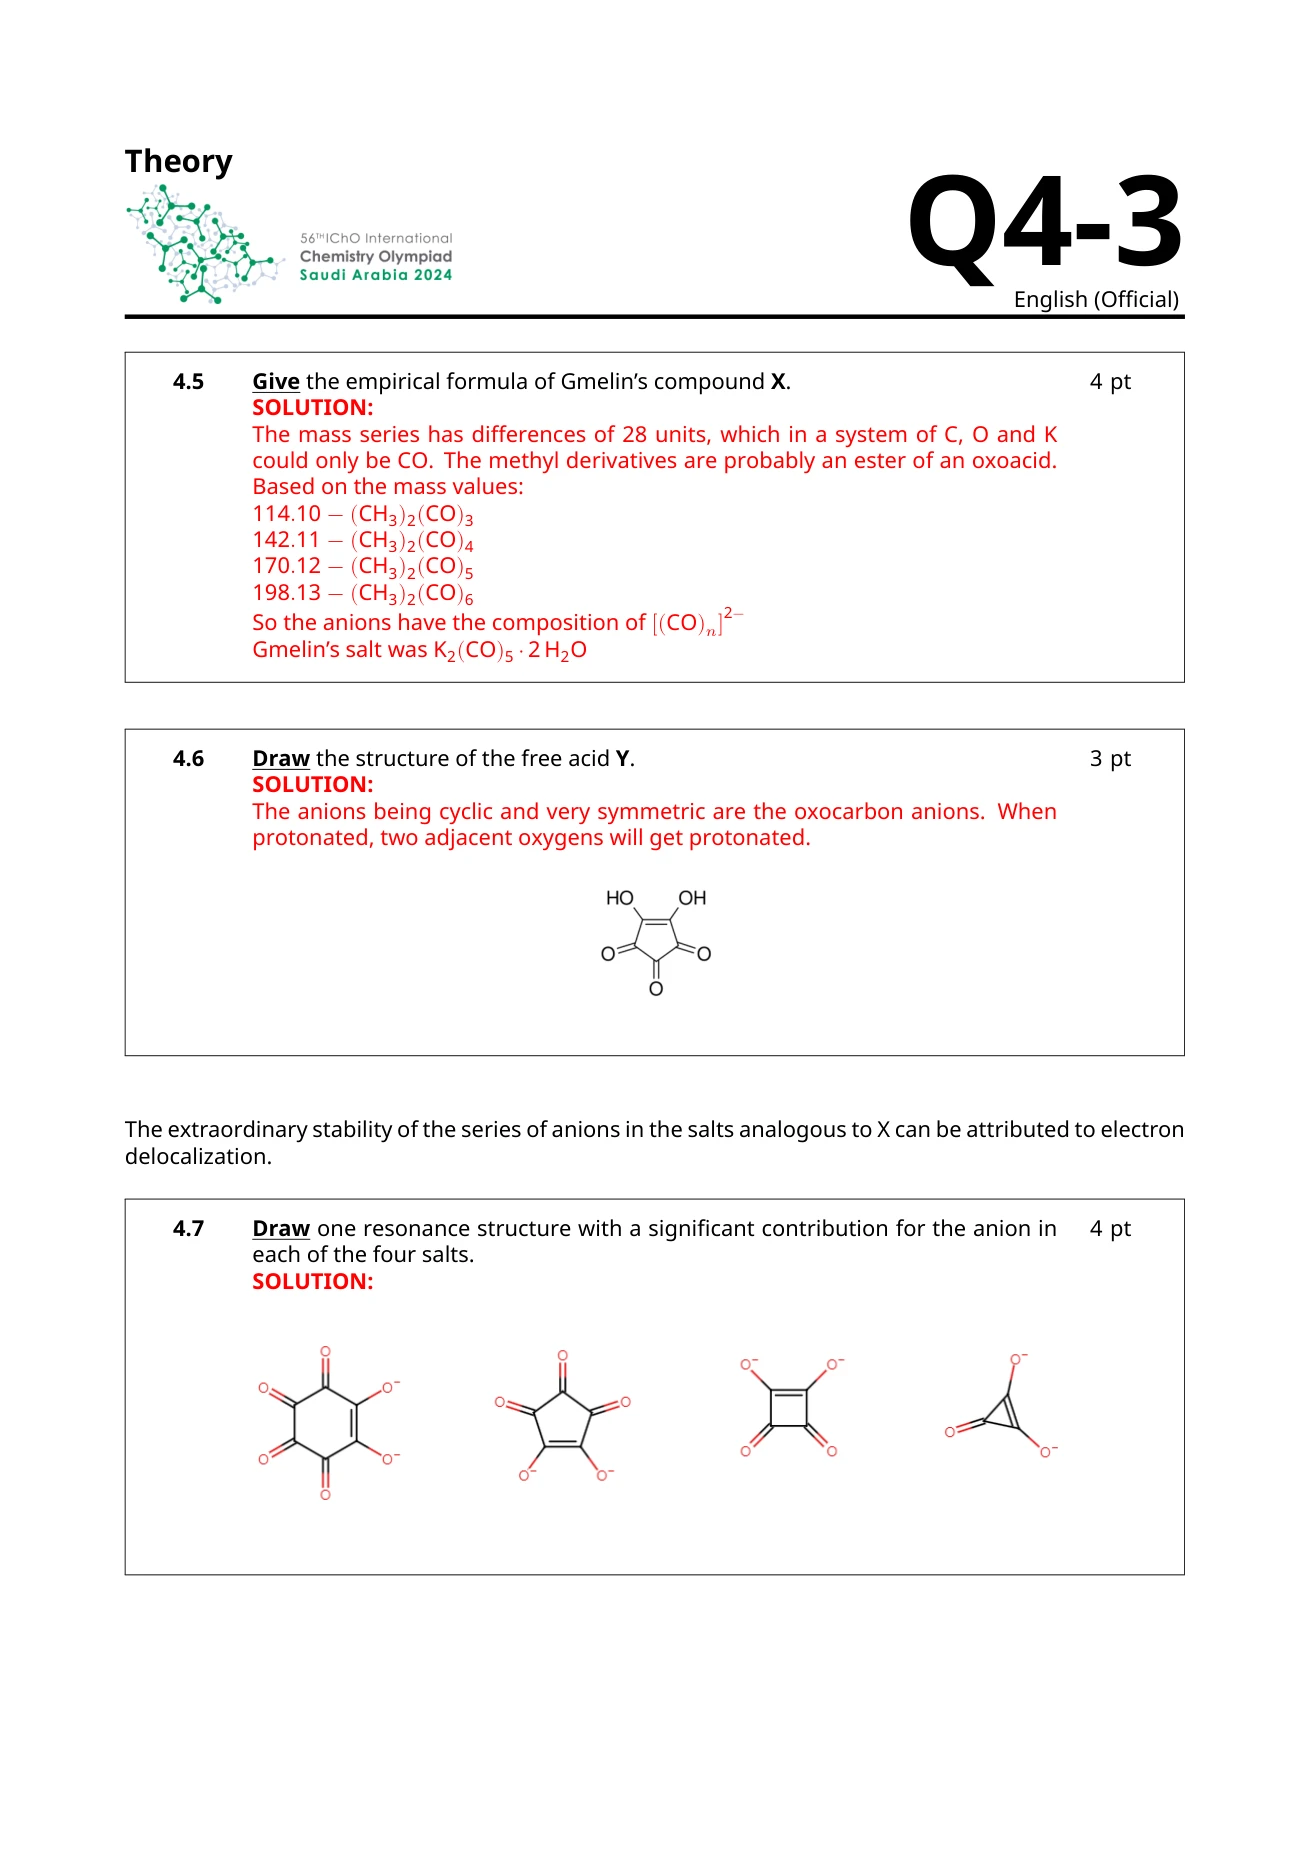 Theory
56THIChO International
Chemistry Olympiad
Saudi Arabia 2024
Q4-3
English (Official)
4.5 Give the empirical formula of Gmelin’s compound X. 4 pt
SOLUTION:
The mass series has differences of 28 units, which in a system of C, O and K
could only be CO. The methyl derivatives are probably an ester of an oxoacid.
Based on the mass values:
114.10 − (CH₃)₂(CO)₃
142.11 − (CH₃)₂(CO)₄
170.12 − (CH₃)₂(CO)₅
198.13 − (CH₃)₂(CO)₆
So the anions have the composition of [(CO)ₙ]²⁻
Gmelin’s salt was K₂(CO)₅ · 2 H₂O
4.6 Draw the structure of the free acid Y. 3 pt
SOLUTION:
The anions being cyclic and very symmetric are the oxocarbon anions. When
protonated, two adjacent oxygens will get protonated.
HO OH
O O
O
The extraordinary stability of the series of anions in the salts analogous to X can be attributed to electron
delocalization.
4.7 Draw one resonance structure with a significant contribution for the anion in 4 pt
each of the four salts.
SOLUTION:
O
O O⁻
O O⁻
O
O
O O
O⁻ O⁻
O⁻ O⁻
O O
O⁻
O
O⁻